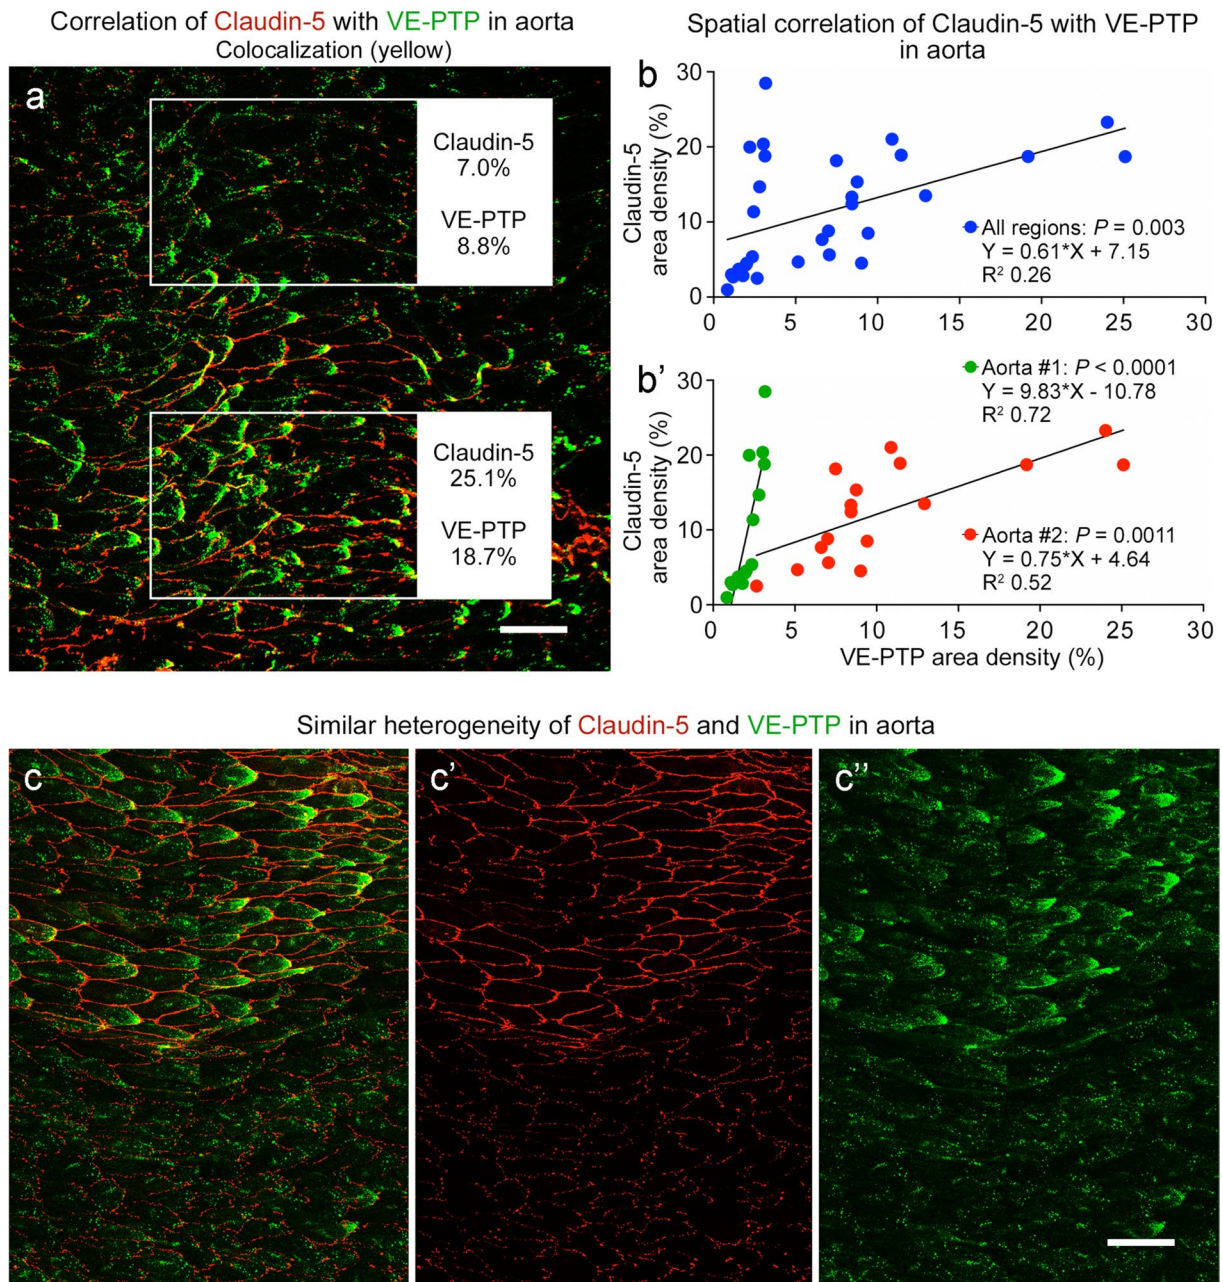 Correlation of Claudin-5 with VE-PTP in aorta
Colocalization (yellow)
a
Claudin-5
7.0%
VE-PTP
8.8%
Claudin-5
25.1%
VE-PTP
18.7%
Spatial correlation of Claudin-5 with VE-PTP
in aorta
b
30
20
10
0
Claudin-5
area density (%)
All regions: P = 0.003
Y = 0.61*X + 7.15
R² 0.26
0 5 10 15 20 25 30
b’
30
20
10
0
Claudin-5
area density (%)
Aorta #1: P < 0.0001
Y = 9.83*X - 10.78
R² 0.72
Aorta #2: P = 0.0011
Y = 0.75*X + 4.64
R² 0.52
0 5 10 15 20 25 30
VE-PTP area density (%)
Similar heterogeneity of Claudin-5 and VE-PTP in aorta
c
c’
c’’